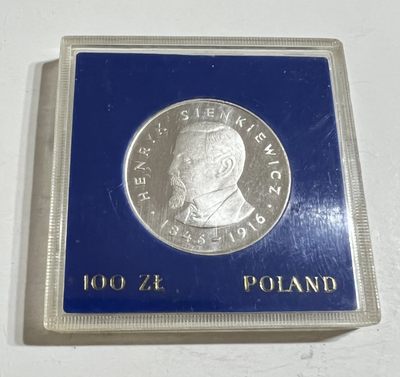 · HENRYK SIENKIEWICZ ·
1846-1916
100 ZŁ POLAND